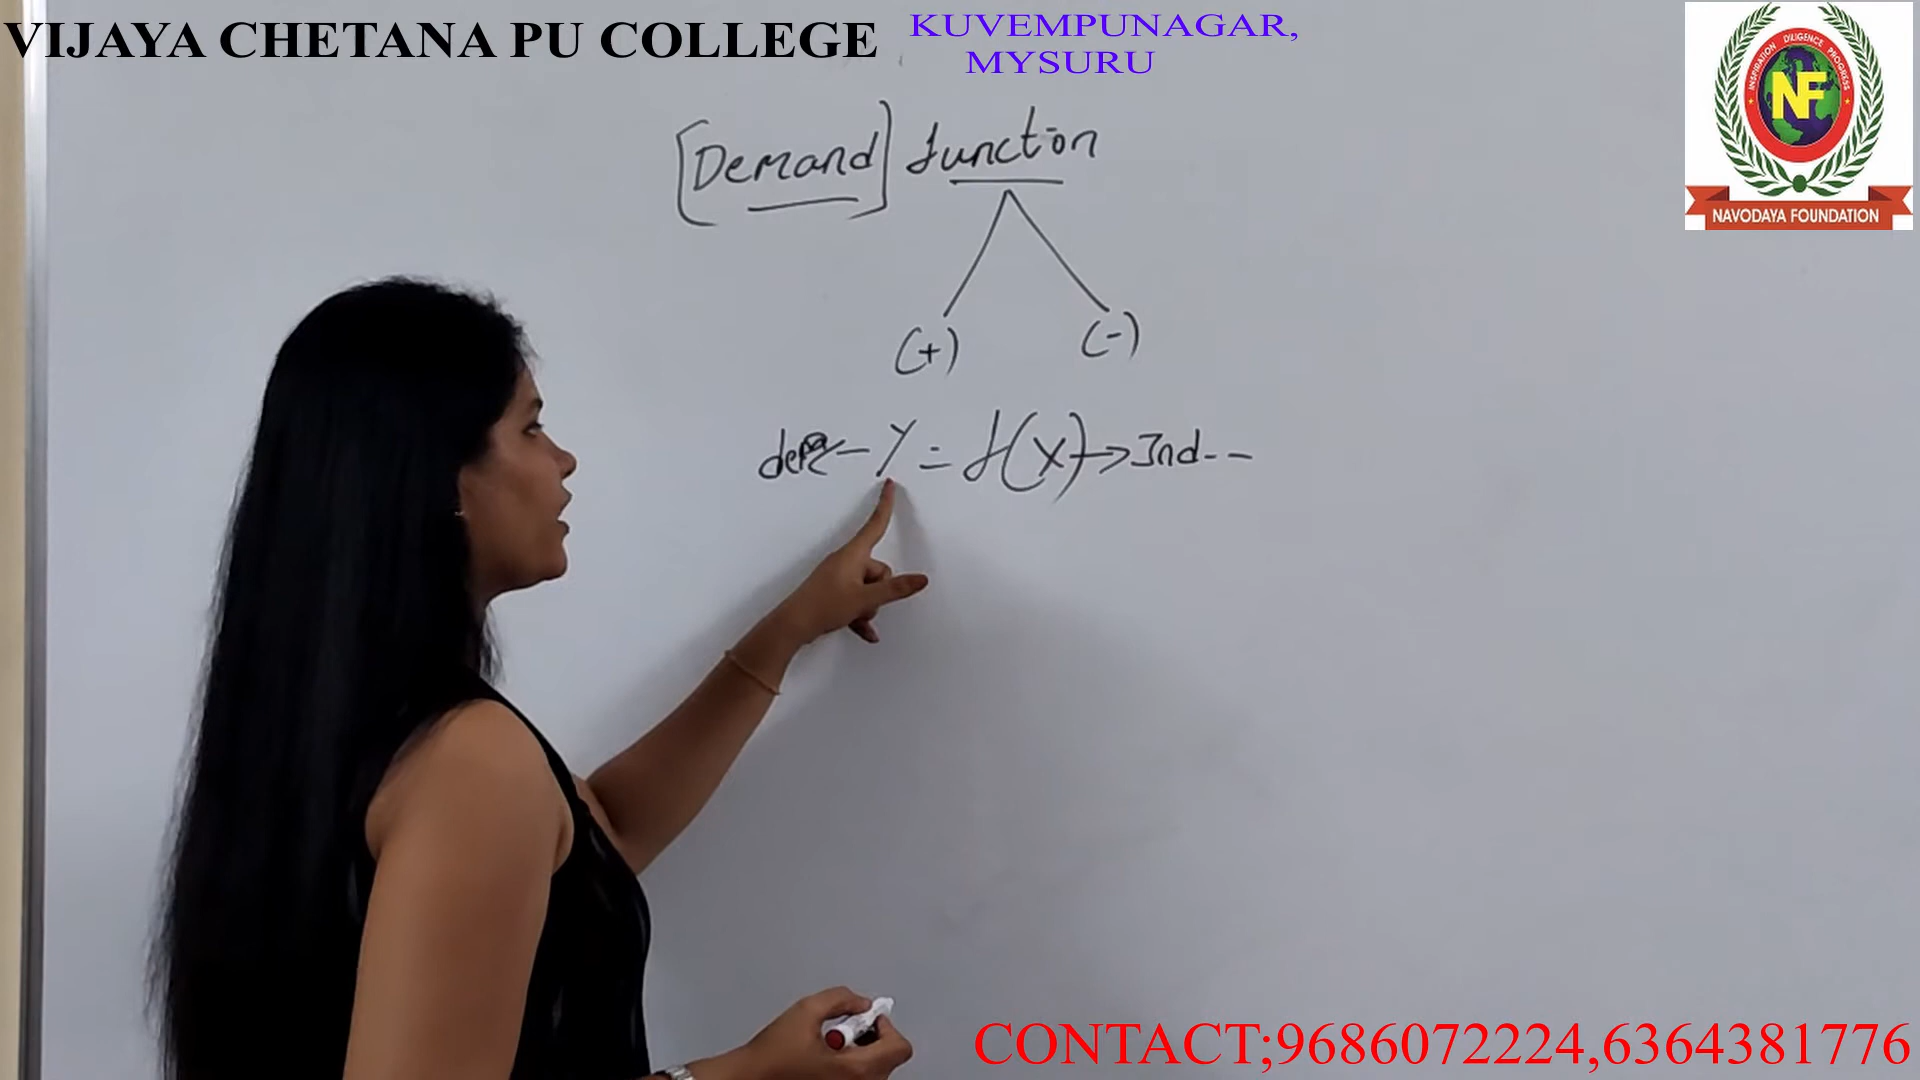 VIJAYA CHETANA PU COLLEGE
KUVEMPUNAGAR,
MYSURU
INSPIRATION DILIGENCE PROGRESS
NF
NAVODAYA FOUNDATION
[Demand] function
(+) (-)
Y = f(X) → Ind--
CONTACT;9686072224,6364381776